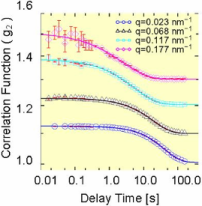 q=0.023 nm⁻¹
q=0.068 nm⁻¹
q=0.117 nm⁻¹
q=0.177 nm⁻¹
Correlation Function (g₂)
1.6
1.4
1.2
1.0
0.01 0.1 1.0 10.0 100.0
Delay Time [s]